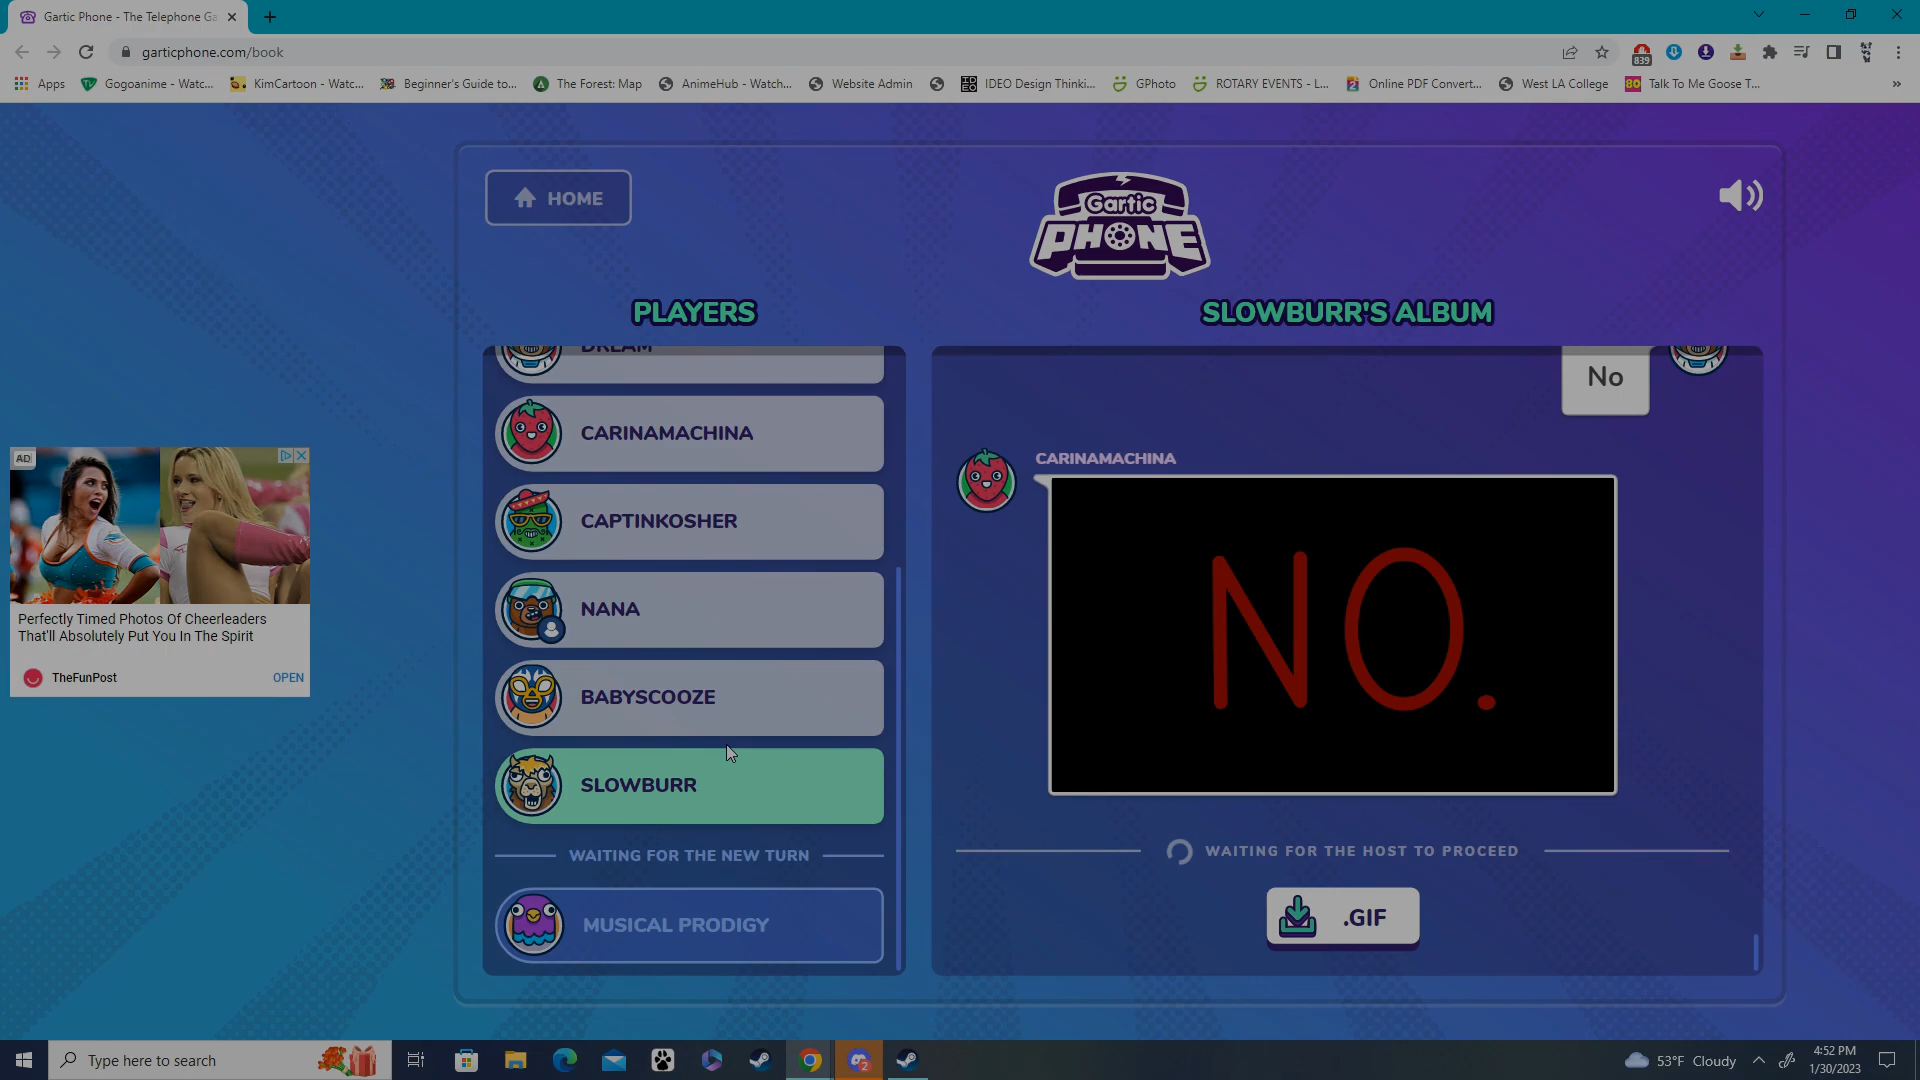 Gartic Phone - The Telephone Ga
garticphone.com/book
839
Apps
Gogoanime - Watc...
KimCartoon - Watc...
Beginner's Guide to...
The Forest: Map
AnimeHub - Watch...
Website Admin
IDEO Design Thinki...
GPhoto
ROTARY EVENTS - L...
Online PDF Convert...
West LA College
80
Talk To Me Goose T...
HOME
Gartic
PHONE
PLAYERS
SLOWBURR'S ALBUM
DREAM
CARINAMACHINA
CAPTINKOSHER
NANA
BABYSCOOZE
SLOWBURR
WAITING FOR THE NEW TURN
MUSICAL PRODIGY
No
CARINAMACHINA
NO.
WAITING FOR THE HOST TO PROCEED
.GIF
AD
Perfectly Timed Photos Of Cheerleaders
That'll Absolutely Put You In The Spirit
TheFunPost
OPEN
Type here to search
2
53°F Cloudy
4:52 PM
1/30/2023